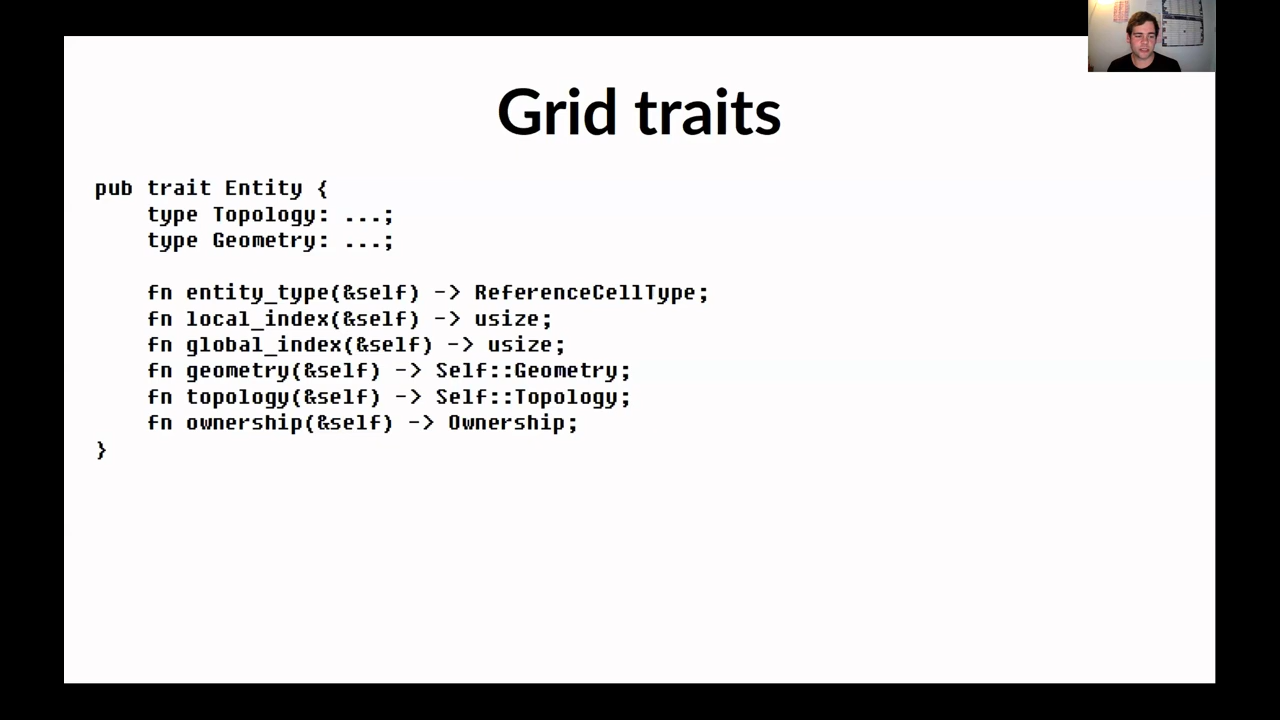 Grid traits
pub trait Entity {
    type Topology: ...;
    type Geometry: ...;
    fn entity_type(&self) -> ReferenceCellType;
    fn local_index(&self) -> usize;
    fn global_index(&self) -> usize;
    fn geometry(&self) -> Self::Geometry;
    fn topology(&self) -> Self::Topology;
    fn ownership(&self) -> Ownership;
}